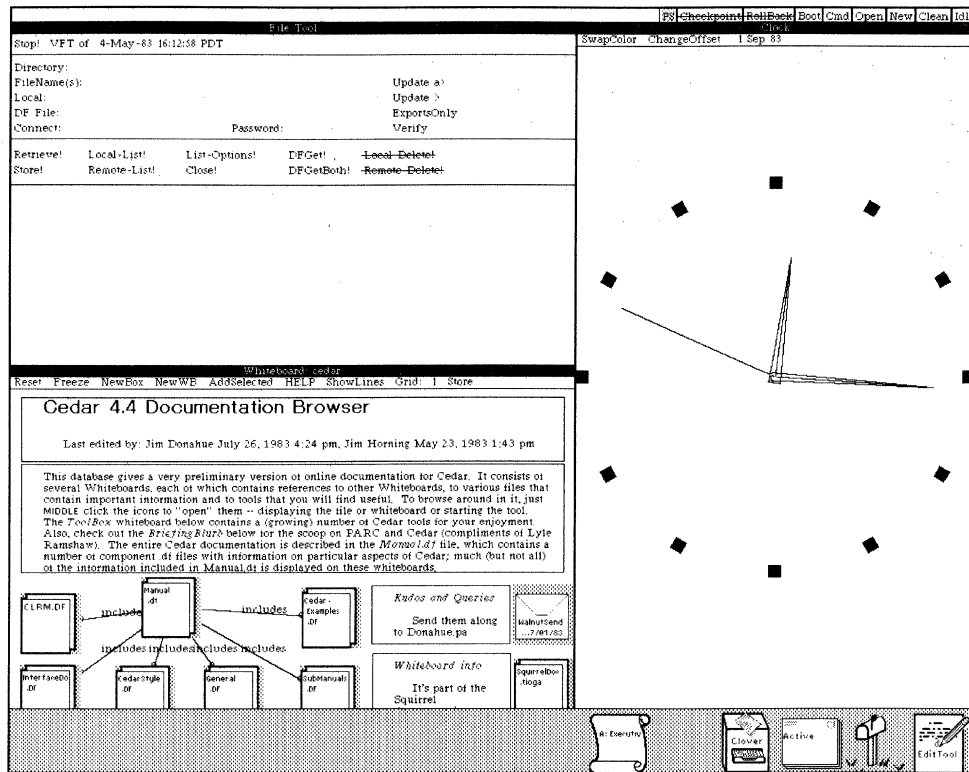 PS Checkpoint RollBack Boot Cmd Open New Clean Idl
File Tool
Stop! VFT of 4-May-83 16:12:58 PDT
Directory:
FileName(s): Update a>
Local: Update >
DF File: ExportsOnly
Connect: Password: Verify
Retrieve! Local-List! List-Options! DFGet! Local-Delete!
Store! Remote-List! Close! DFGetBoth! Remote-Delete!
Clock
SwapColor ChangeOffset 1 Sep 83
Whiteboard: cedar
Reset Freeze NewBox NewWB AddSelected HELP ShowLines Grid: 1 Store
Cedar 4.4 Documentation Browser
Last edited by: Jim Donahue July 26, 1983 4:24 pm, Jim Horning May 23, 1983 1:43 pm
This database gives a very preliminary version of online documentation for Cedar. It consists of
several Whiteboards, each of which contains references to other Whiteboards, to various files that
contain important information and to tools that you will find useful. To browse around in it, just
MIDDLE click the icons to "open" them -- displaying the file or whiteboard or starting the tool.
The ToolBox whiteboard below contains a (growing) number of Cedar tools for your enjoyment.
Also, check out the BriefingBlurb below for the scoop on PARC and Cedar (compliments of Lyle
Ramshaw). The entire Cedar documentation is described in the Manual.df file, which contains a
number of component .df files with information on particular aspects of Cedar; much (but not all)
of the information included in Manual.df is displayed on these whiteboards.
CLRM.DF
includes
Manual
.df
includes
Cedar-
Examples
.DF
Kudos and Queries
Send them along
to Donahue.pa
WalnutSend
...7/01/83
includes includes includes includes
InterfaceDo
.DF
CedarStyle
.DF
General
.DF
SubManuals
.DF
Whiteboard info
It's part of the
Squirrel
SquirrelDoc
.tioga
A: Executiv
Clover
Active
EditTool